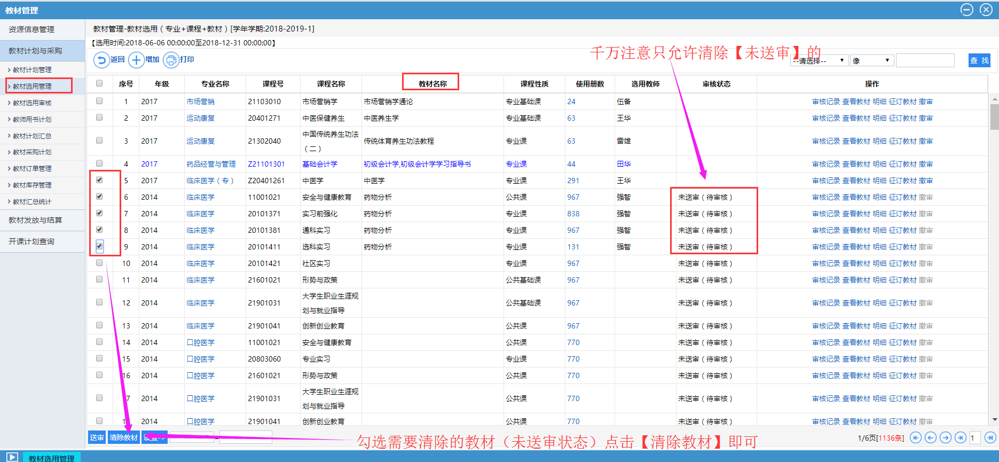 教材管理
资源信息管理
教材计划与采购
教材计划管理
教材选用管理
教材选用审核
教师用书计划
教材计划汇总
教材采购计划
教材订单管理
教材库存管理
教材汇总统计
教材发放与结算
开课计划查询
教材管理-教材选用（专业+课程+教材）[学年学期:2018-2019-1]
【选用时间:2018-06-06 00:00:00至2018-12-31 00:00:00】
返回 增加 打印
千万注意只允许清除【未送审】的
--请选择-- 像 查 找
序号 年级 专业名称 课程号 课程名称 教材名称 课程性质 使用册数 选用教师 审核状态 操作
1 2017 市场营销 21103010 市场营销学 市场营销学通论 专业基础课 24 伍备 审核记录 查看教材 明细 征订教材 撤审
2 2017 运动康复 20401271 中医保健养生 中医养生学 专业基础课 63 王华 审核记录 查看教材 明细 征订教材 撤审
3 2017 运动康复 21302040 中国传统养生功法（二） 传统体育养生功法教程 专业课 63 雷雄 审核记录 查看教材 明细 征订教材 撤审
4 2017 药品经营与管理 Z21101301 基础会计学 初级会计学,初级会计学学习指导书 专业课 44 田华 审核记录 查看教材 明细 征订教材 撤审
5 2017 临床医学（专） Z20401261 中医学 中医学 专业课 291 王华 审核记录 查看教材 明细 征订教材 撤审
6 2014 临床医学 11001021 安全与健康教育 药物分析 公共课 967 强智 未送审（待审核） 审核记录 查看教材 明细 征订教材 撤审
7 2014 临床医学 20101371 实习前强化 药物分析 专业课 838 强智 未送审（待审核） 审核记录 查看教材 明细 征订教材 撤审
8 2014 临床医学 20101381 通科实习 药物分析 专业课 967 强智 未送审（待审核） 审核记录 查看教材 明细 征订教材 撤审
9 2014 临床医学 20101411 选科实习 药物分析 专业课 131 强智 未送审（待审核） 审核记录 查看教材 明细 征订教材 撤审
10 2014 临床医学 20101421 社区实习 专业课 967 未送审（待审核） 审核记录 查看教材 明细 征订教材 撤审
11 2014 临床医学 21601021 形势与政策 公共基础课 967 未送审（待审核） 审核记录 查看教材 明细 征订教材 撤审
12 2014 临床医学 21901031 大学生职业生涯规划与就业指导 公共基础课 967 未送审（待审核） 审核记录 查看教材 明细 征订教材 撤审
13 2014 临床医学 21901041 创新创业教育 公共课 967 未送审（待审核） 审核记录 查看教材 明细 征订教材 撤审
14 2014 口腔医学 11001021 安全与健康教育 公共课 770 未送审（待审核） 审核记录 查看教材 明细 征订教材 撤审
15 2014 口腔医学 20803060 专业实习 专业课 770 未送审（待审核） 审核记录 查看教材 明细 征订教材 撤审
16 2014 口腔医学 21601021 形势与政策 公共课 770 未送审（待审核） 审核记录 查看教材 明细 征订教材 撤审
7 2014 口腔医学 21901031 大学生职业生涯规划与就业指导 公共课 770 未送审（待审核） 审核记录 查看教材 明细 征订教材 撤审
2014 口腔医学 21901041 创新创业教育 公共课 770 未送审（待审核） 审核记录 查看教材 明细 征订教材 撤审
送审 清除教材
勾选需要清除的教材（未送审状态）点击【清除教材】即可
1/6页[1136条] 1
教材选用管理